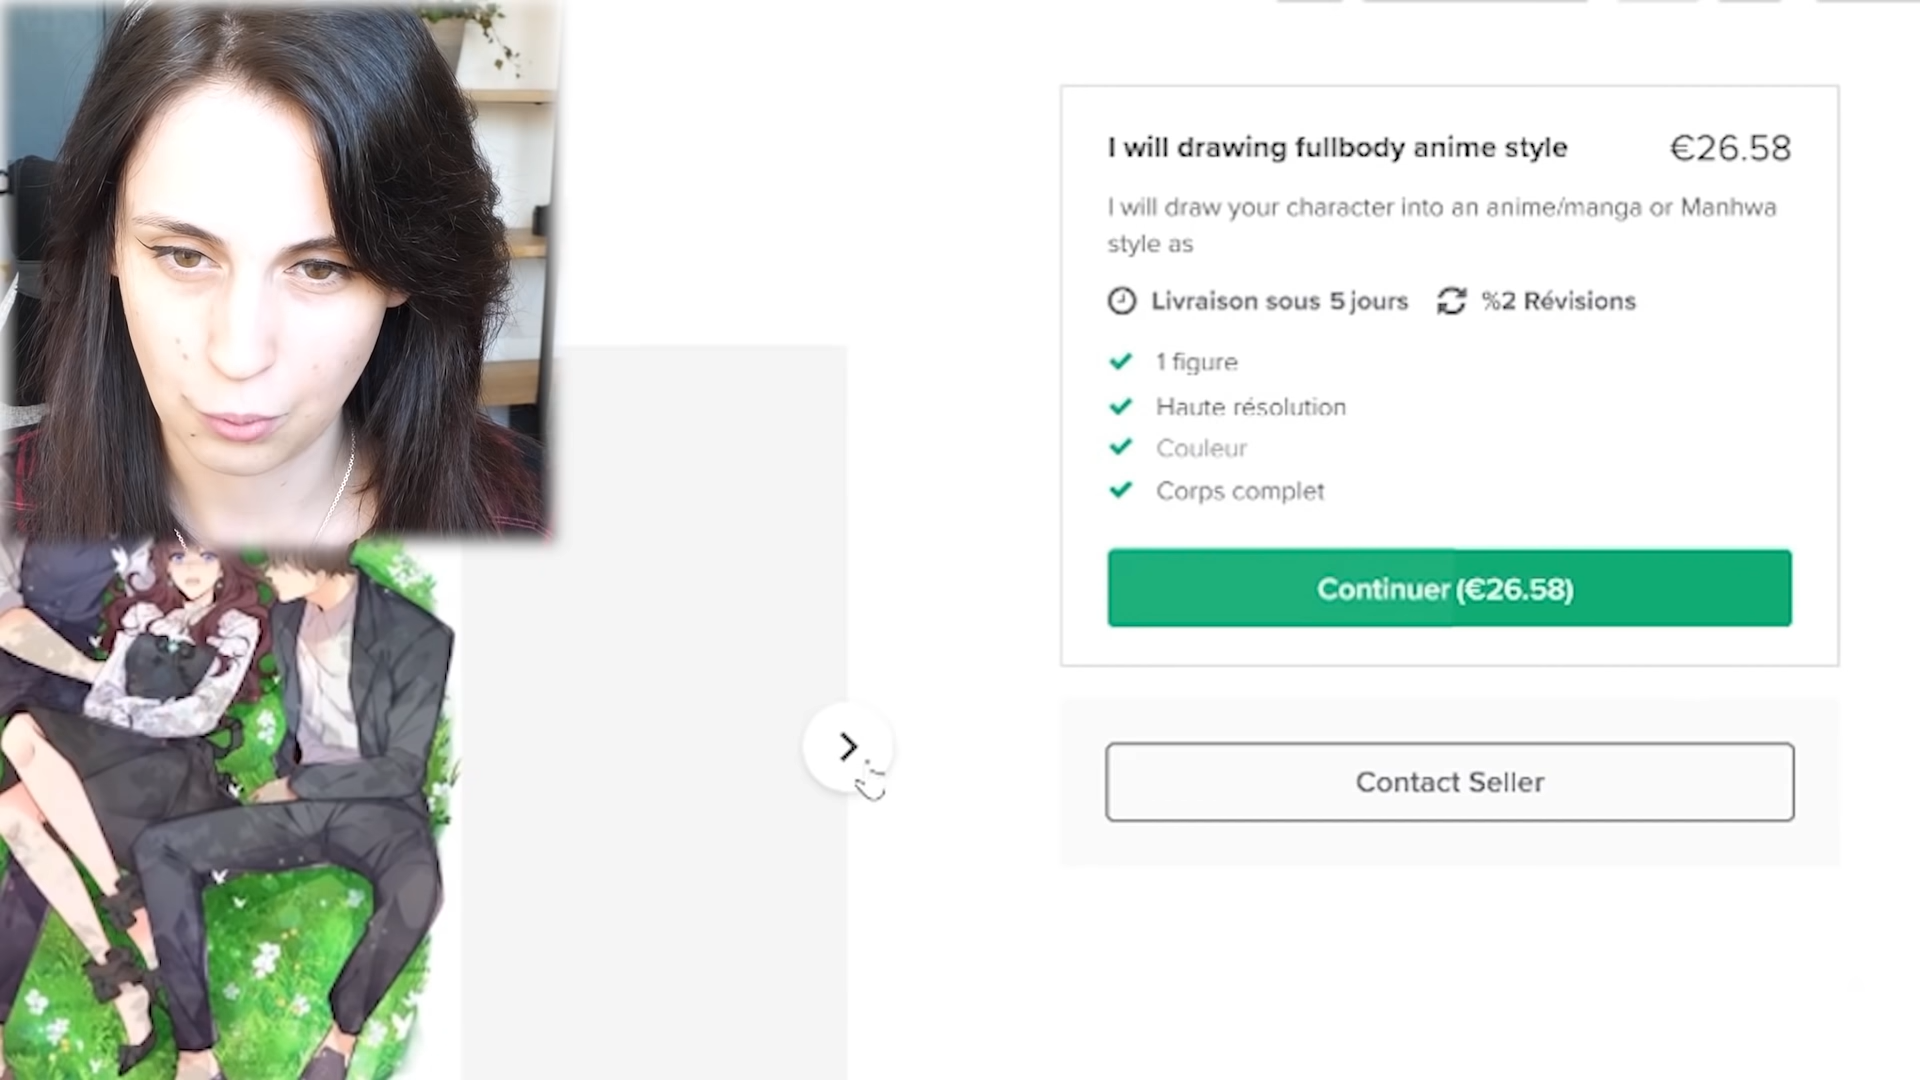 I will drawing fullbody anime style €26.58
I will draw your character into an anime/manga or Manhwa
style as
Livraison sous 5 jours %2 Révisions
1 figure
Haute résolution
Couleur
Corps complet
Continuer (€26.58)
Contact Seller